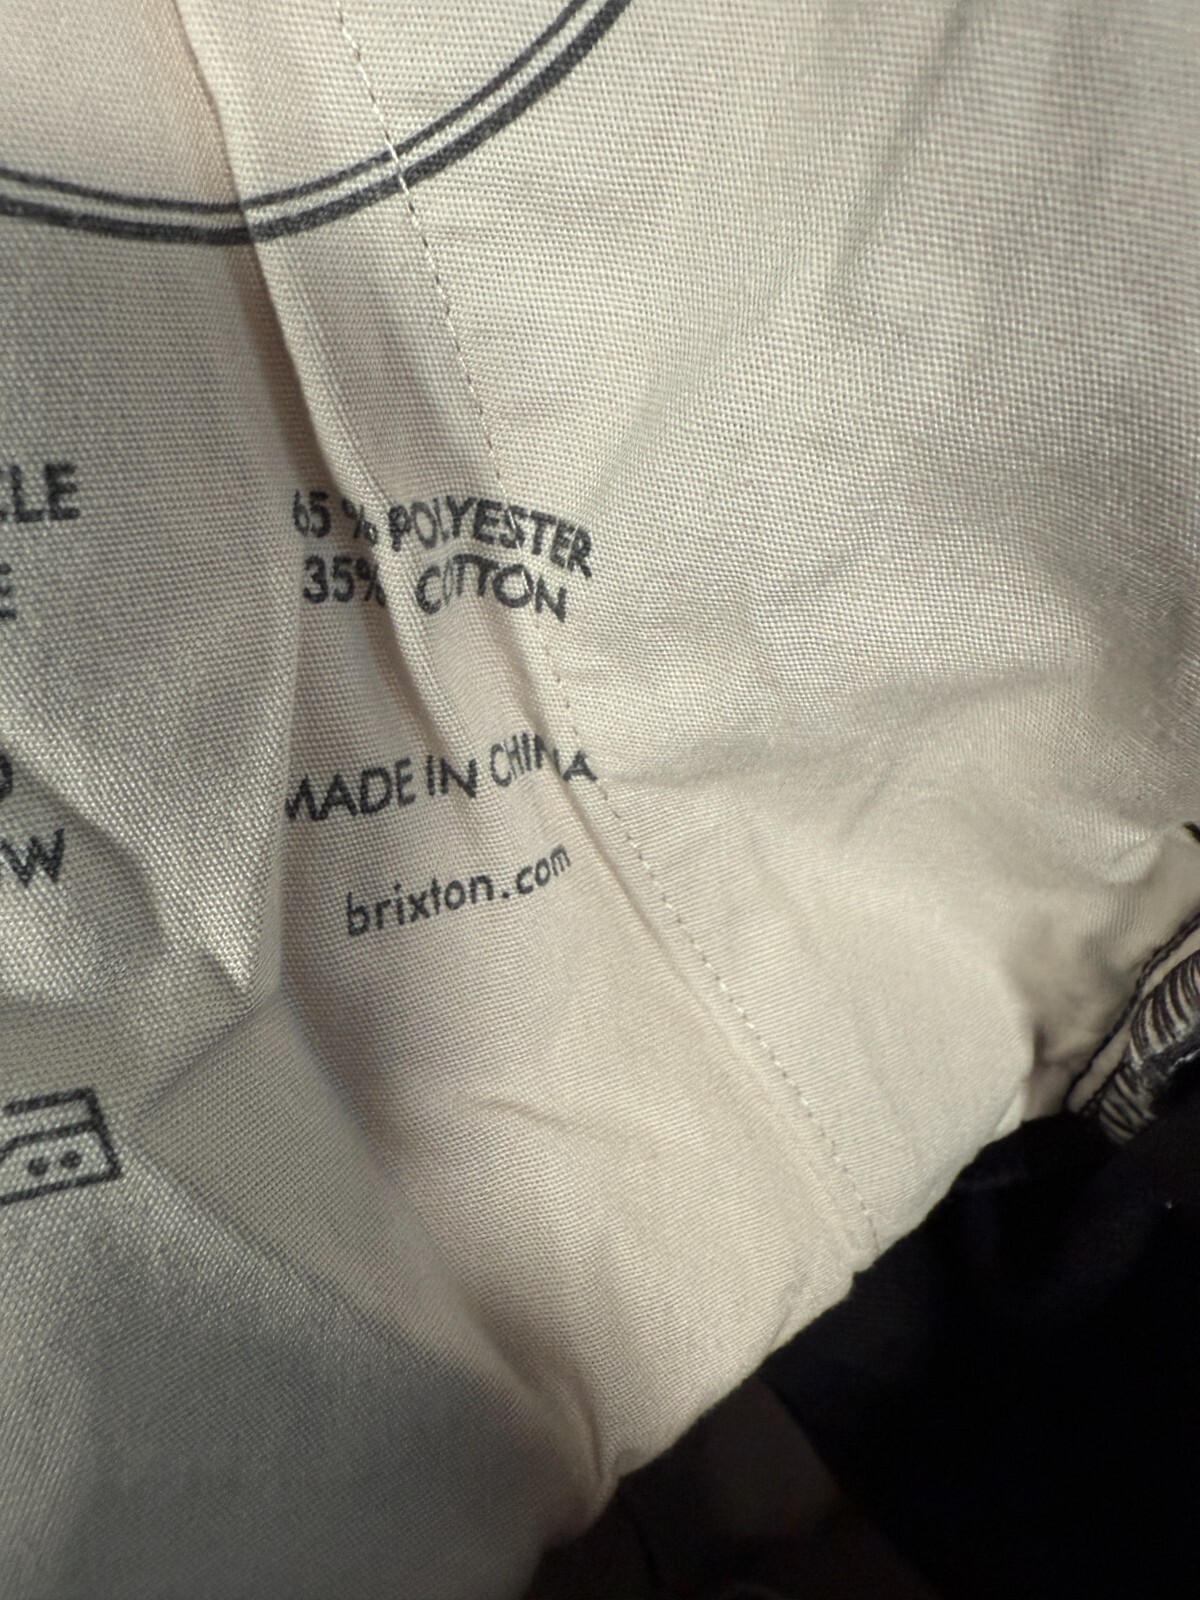 65 % POLYESTER
35% COTTON
MADE IN CHINA
brixton.com